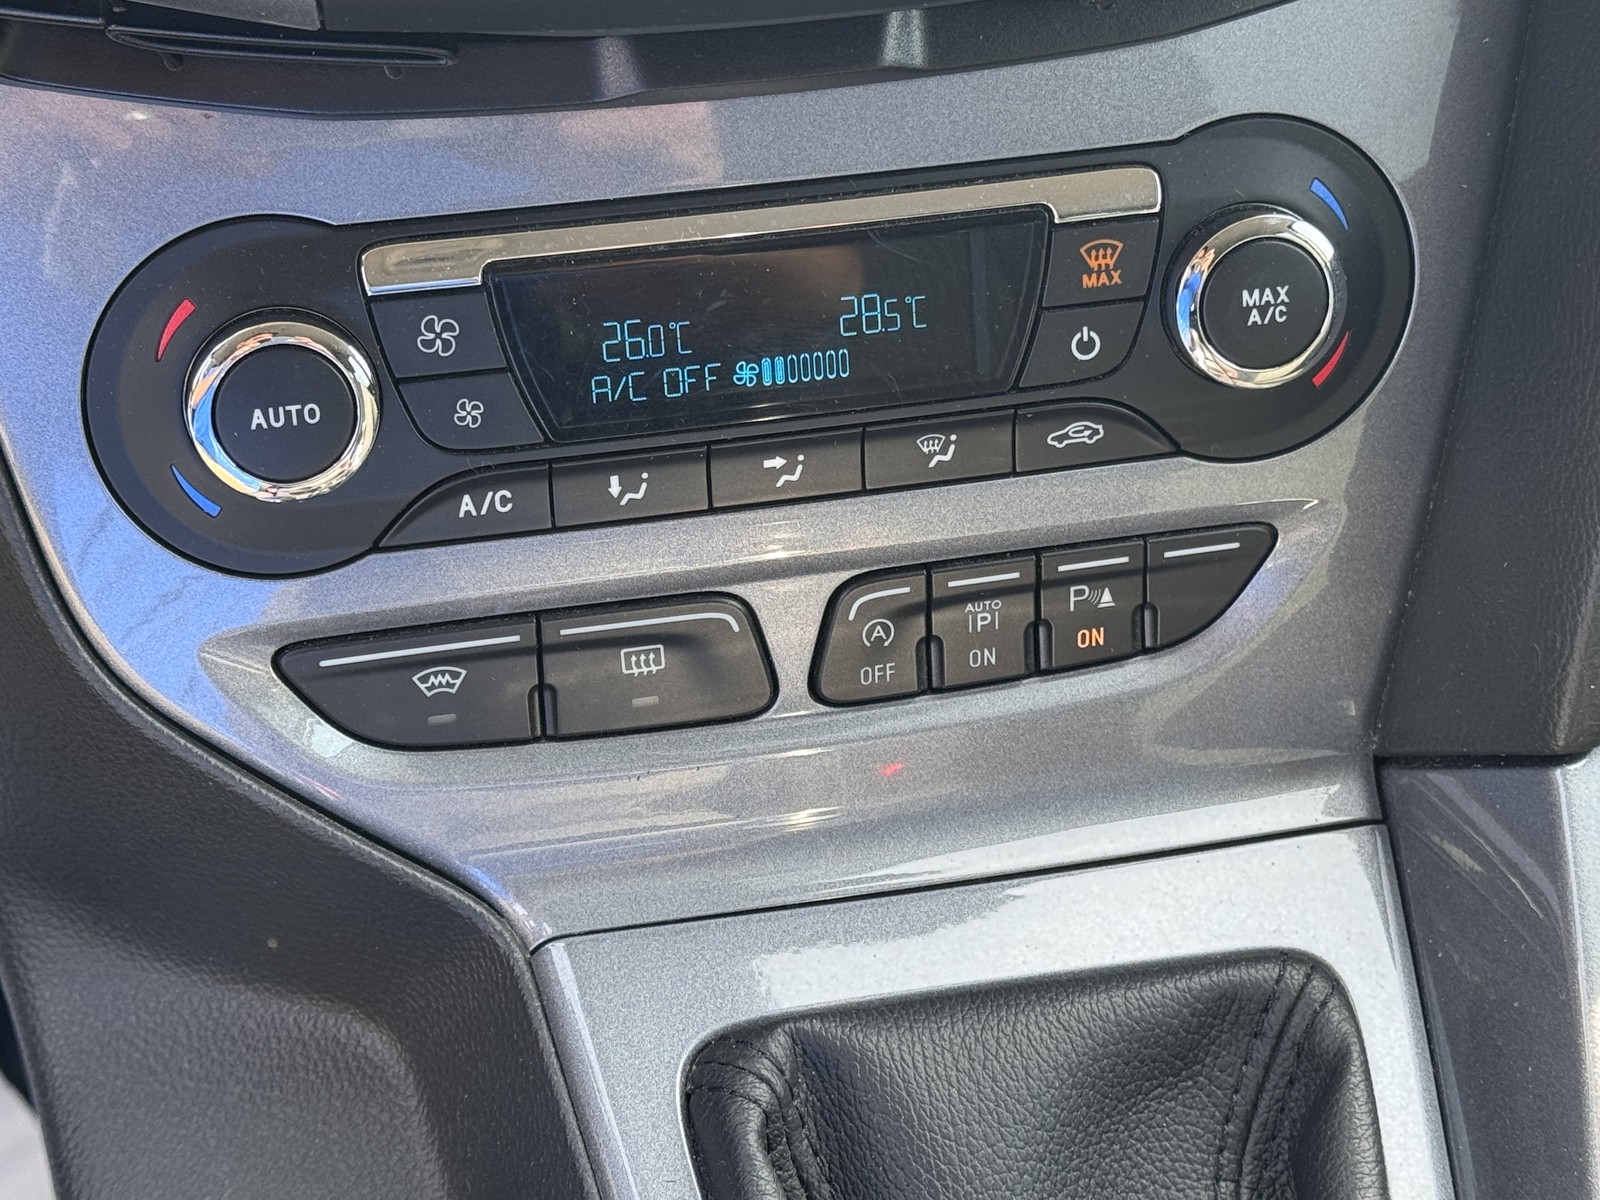 26.0°C
28.5°C
A/C OFF
AUTO
MAX
MAX
A/C
A/C
A
OFF
AUTO
P
ON
P
ON